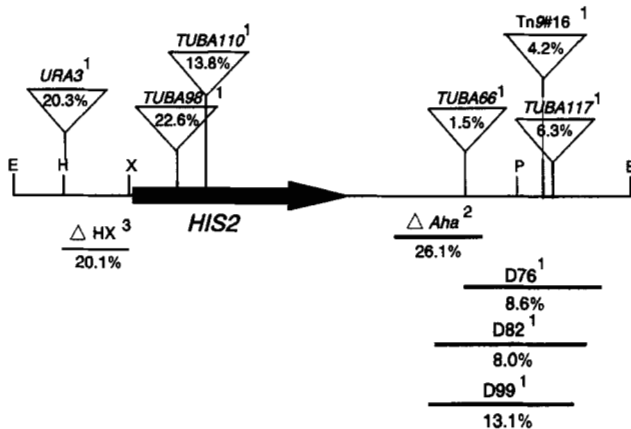 Tn9#16 1
4.2%
TUBA110 1
13.8%
URA3 1
20.3%
TUBA98 1
22.6%
TUBA66 1
1.5%
TUBA117 1
6.3%
E H X P E
HIS2
△ HX 3
20.1%
△ Aha 2
26.1%
D76 1
8.6%
D82 1
8.0%
D99 1
13.1%